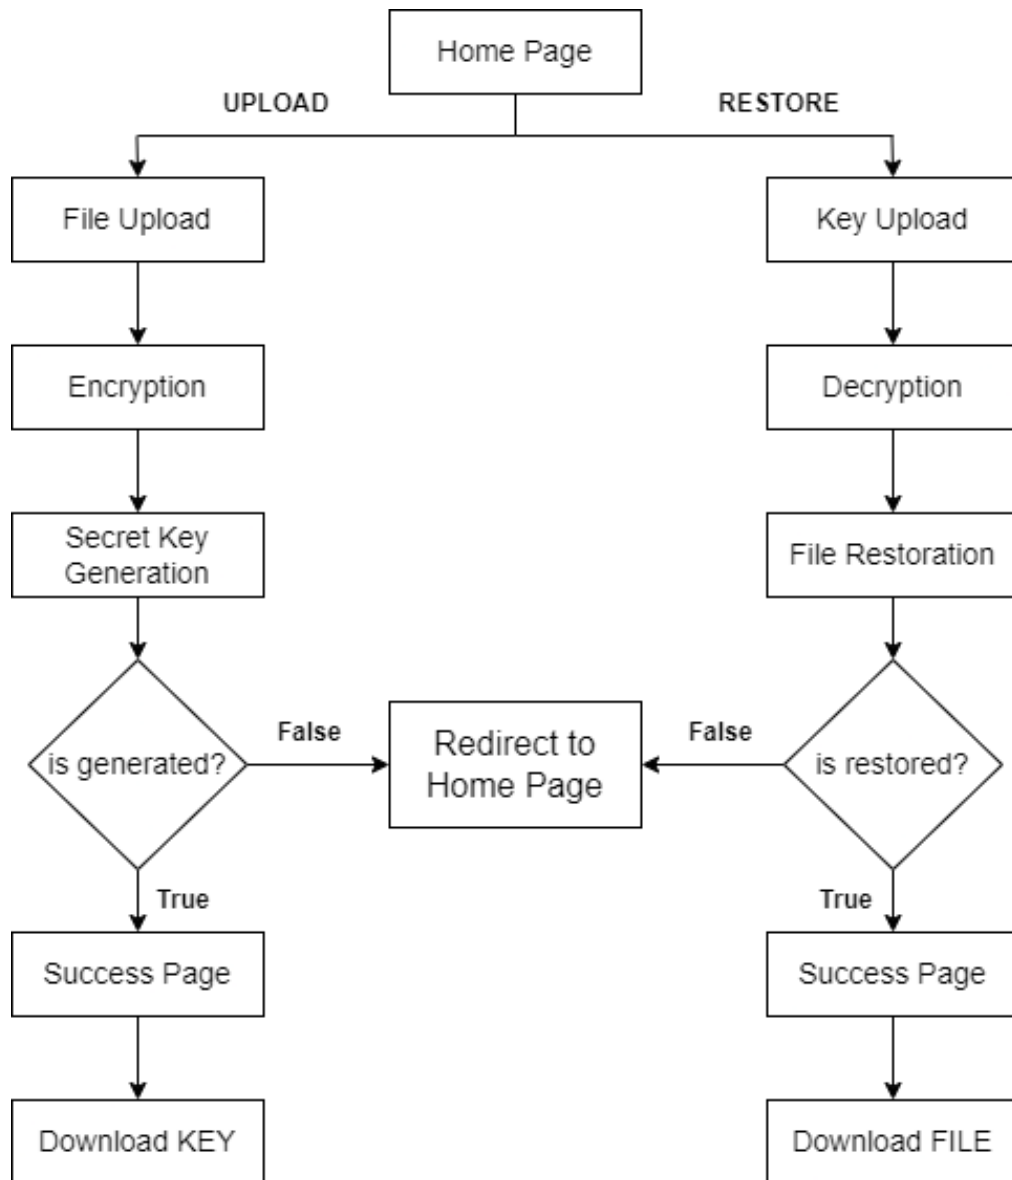 Home Page
UPLOAD
RESTORE
File Upload
Key Upload
Encryption
Decryption
Secret Key
Generation
File Restoration
is generated?
False
Redirect to
Home Page
False
is restored?
True
True
Success Page
Success Page
Download KEY
Download FILE